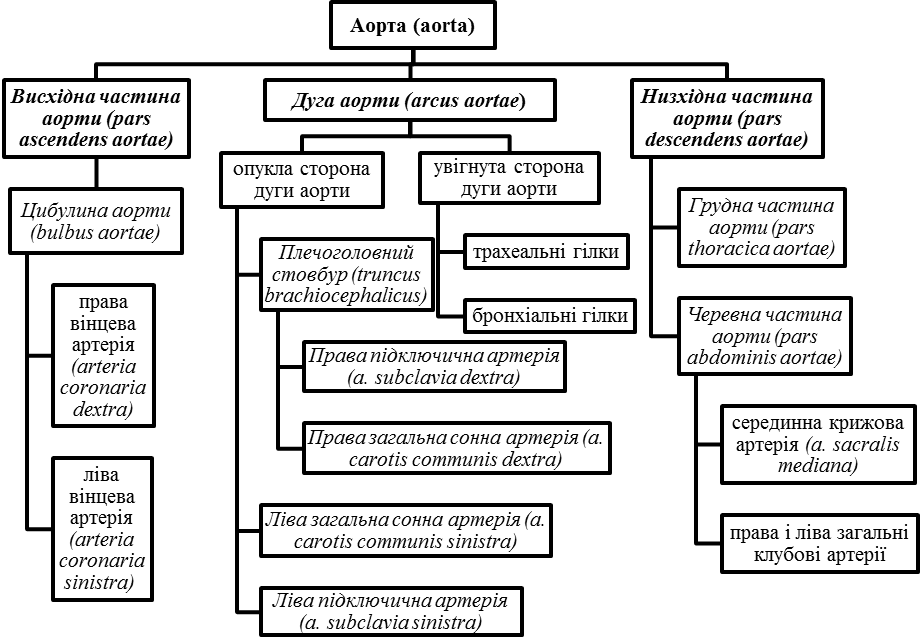 Аорта (aorta)
Висхідна частина
аорти (pars
ascendens aortae)
Дуга аорти (arcus aortae)
Низхідна частина
аорти (pars
descendens aortae)
Цибулина аорти
(bulbus aortae)
права
вінцева
артерія
(arteria
coronaria
dextra)
ліва
вінцева
артерія
(arteria
coronaria
sinistra)
опукла сторона
дуги аорти
увігнута сторона
дуги аорти
Плечоголовний
стовбур (truncus
brachiocephalicus)
трахеальні гілки
бронхіальні гілки
Права підключична артерія
(a. subclavia dextra)
Права загальна сонна артерія (a.
carotis communis dextra)
Ліва загальна сонна артерія (a.
carotis communis sinistra)
Ліва підключична артерія
(a. subclavia sinistra)
Грудна частина
аорти (pars
thoracica aortae)
Черевна частина
аорти (pars
abdominis aortae)
серединна крижова
артерія (a. sacralis
mediana)
права і ліва загальні
клубові артерії